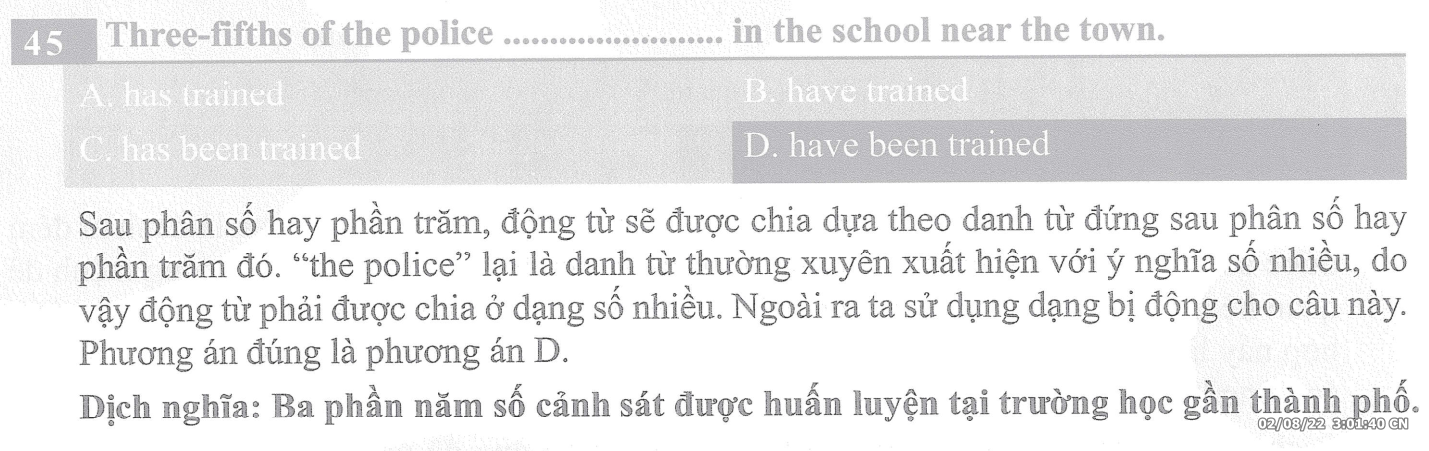 45 Three-fifths of the police ........................ in the school near the town.
A. has trained B. have trained
C. has been trained D. have been trained
Sau phân số hay phần trăm, động từ sẽ được chia dựa theo danh từ đứng sau phân số hay
phần trăm đó. “the police” lại là danh từ thường xuyên xuất hiện với ý nghĩa số nhiều, do
vậy động từ phải được chia ở dạng số nhiều. Ngoài ra ta sử dụng dạng bị động cho câu này.
Phương án đúng là phương án D.
Dịch nghĩa: Ba phần năm số cảnh sát được huấn luyện tại trường học gần thành phố.
02/08/22 3:01:40 CN